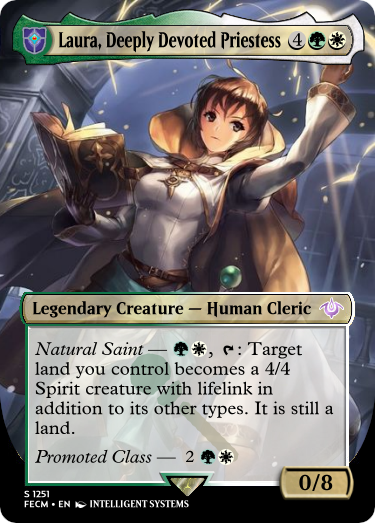 Laura, Deeply Devoted Priestess 4
Legendary Creature — Human Cleric
Natural Saint — , : Target
land you control becomes a 4/4
Spirit creature with lifelink in
addition to its other types. It is still a
land.
Promoted Class — 2
0/8
S 1251
FECM • EN INTELLIGENT SYSTEMS